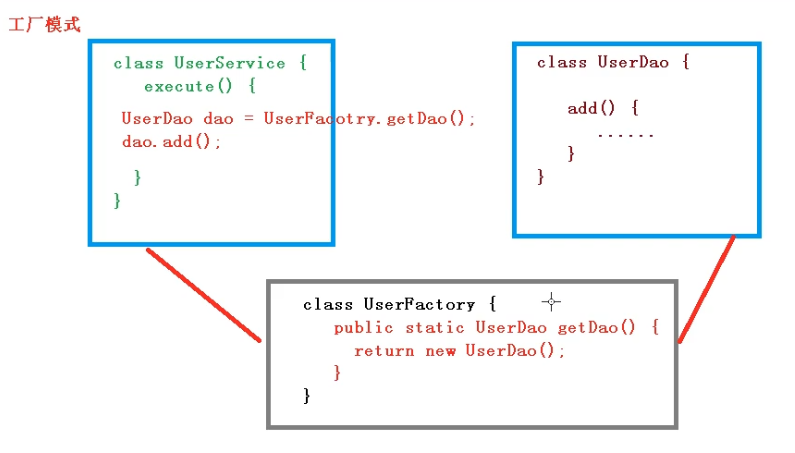 工厂模式
class UserService {
execute() {
UserDao dao = UserFacotry.getDao();
dao.add();
}
}
class UserDao {
add() {
......
}
}
class UserFactory {
public static UserDao getDao() {
return new UserDao();
}
}